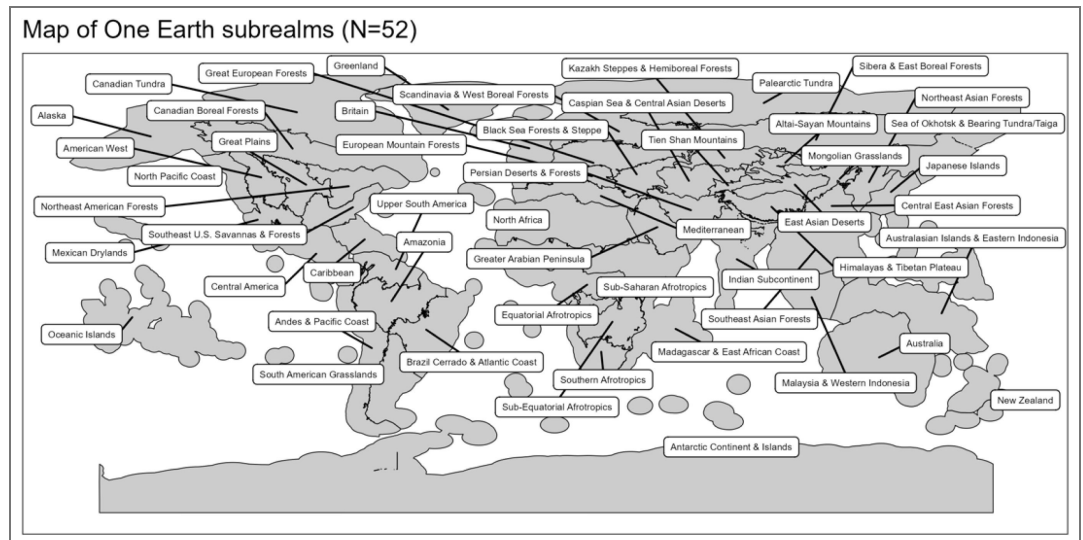 Map of One Earth subrealms (N=52)
Greenland
Kazakh Steppes & Hemiboreal Forests
Sibera & East Boreal Forests
Great European Forests
Canadian Tundra
Palearctic Tundra
Scandinavia & West Boreal Forests
Caspian Sea & Central Asian Deserts
Northeast Asian Forests
Canadian Boreal Forests
Britain
Alaska
Altai-Sayan Mountains
Sea of Okhotsk & Bearing Tundra/Taiga
Black Sea Forests & Steppe
Great Plains
Tien Shan Mountains
European Mountain Forests
American West
Mongolian Grasslands
Japanese Islands
North Pacific Coast
Persian Deserts & Forests
Northeast American Forests
Upper South America
Central East Asian Forests
North Africa
East Asian Deserts
Mediterranean
Southeast U.S. Savannas & Forests
Amazonia
Australasian Islands & Eastern Indonesia
Mexican Drylands
Greater Arabian Peninsula
Himalayas & Tibetan Plateau
Caribbean
Indian Subcontinent
Central America
Sub-Saharan Afrotropics
Equatorial Afrotropics
Southeast Asian Forests
Andes & Pacific Coast
Oceanic Islands
Australia
Madagascar & East African Coast
Brazil Cerrado & Atlantic Coast
South American Grasslands
Southern Afrotropics
Malaysia & Western Indonesia
New Zealand
Sub-Equatorial Afrotropics
Antarctic Continent & Islands